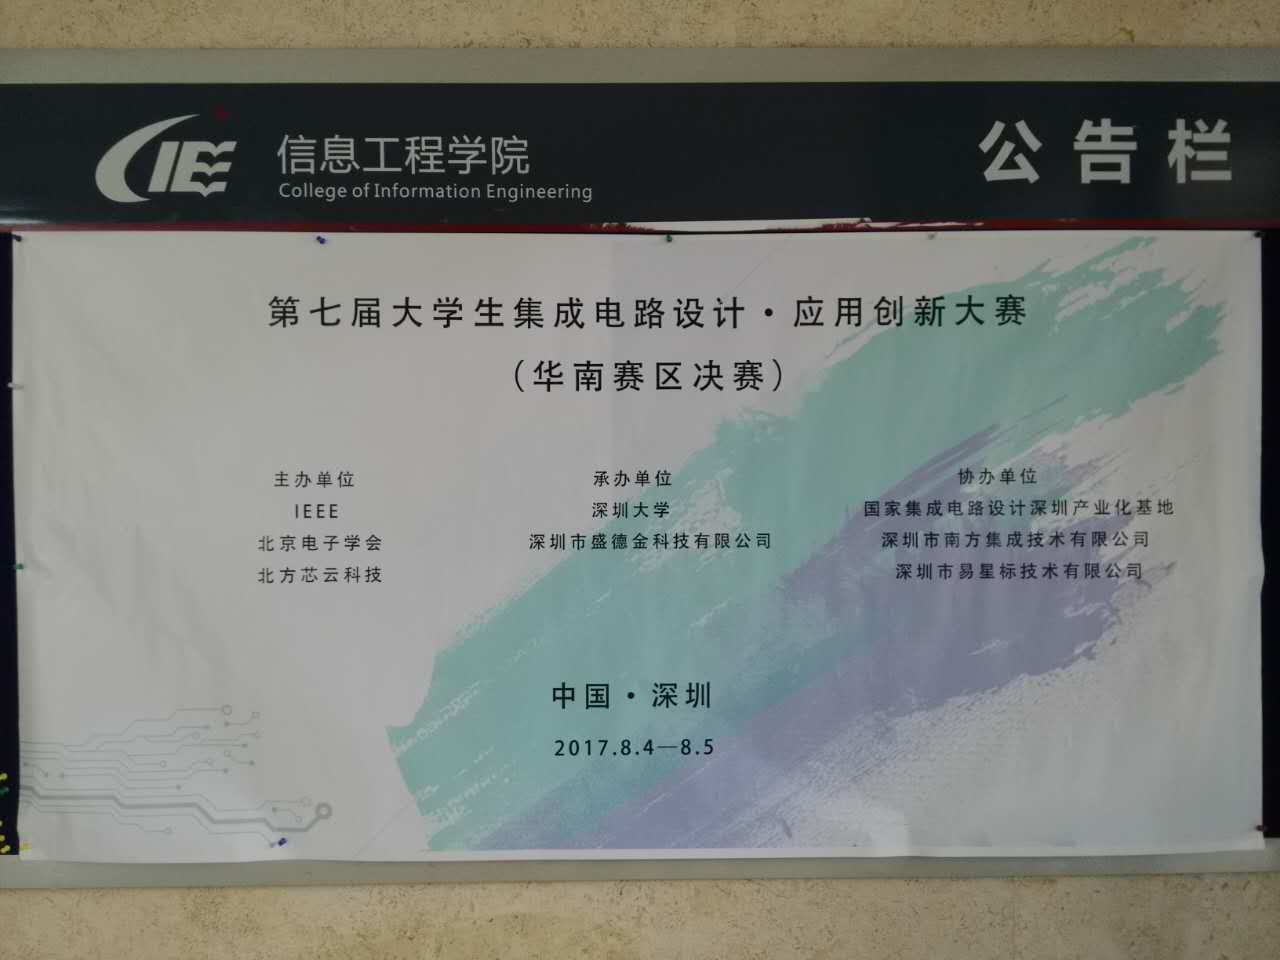 CIE
信息工程学院
College of Information Engineering
公告栏
第七届大学生集成电路设计·应用创新大赛
（华南赛区决赛）
主办单位
IEEE
北京电子学会
北方芯云科技
承办单位
深圳大学
深圳市盛德金科技有限公司
协办单位
国家集成电路设计深圳产业化基地
深圳市南方集成技术有限公司
深圳市易星标技术有限公司
中国·深圳
2017.8.4—8.5